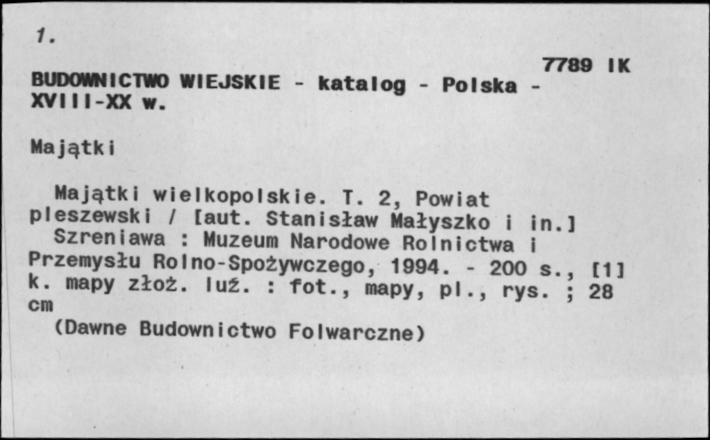 1.
7789 IK
BUDOWNICTWO WIEJSKIE - katalog - Polska -
XVIII-XX w.
Majątki
Majątki wielkopolskie. T. 2, Powiat
pleszewski / [aut. Stanisław Małyszko i in.]
Szreniawa : Muzeum Narodowe Rolnictwa i
Przemysłu Rolno-Spożywczego, 1994. - 200 s., [1]
k. mapy złoż. luź. : fot., mapy, pl., rys. ; 28
cm
(Dawne Budownictwo Folwarczne)